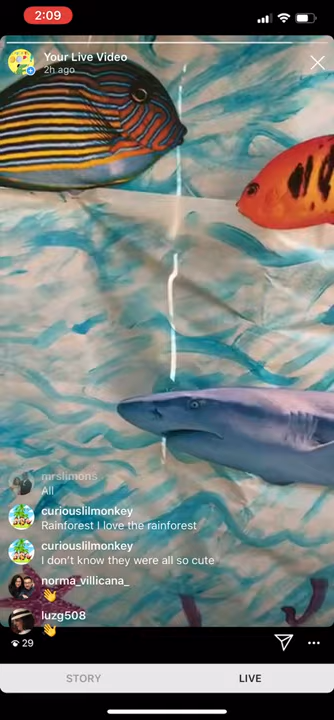 2:09
Your Live Video
2h ago
mrslimons
All
curiouslilmonkey
Rainforest I love the rainforest
curiouslilmonkey
I don't know they were all so cute
norma_villicana_
👋
luzg508
👋
29
STORY
LIVE